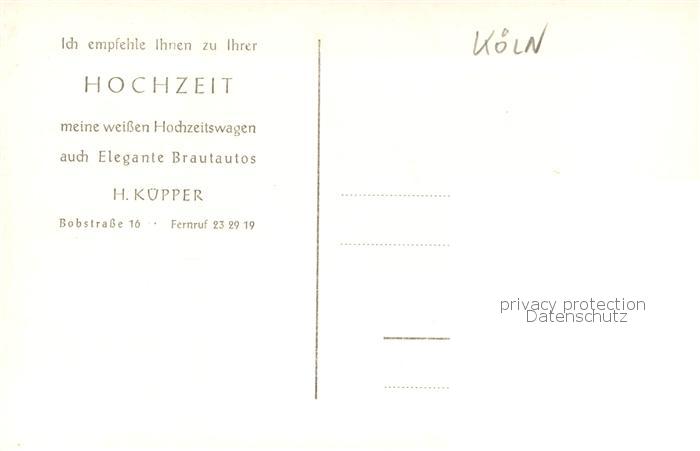 Ich empfehle Ihnen zu Ihrer
HOCHZEIT
meine weißen Hochzeitswagen
auch Elegante Brautautos
H. KÜPPER
Bobstraße 16 · Fernruf 23 29 19
KÖLN
privacy protection
Datenschutz